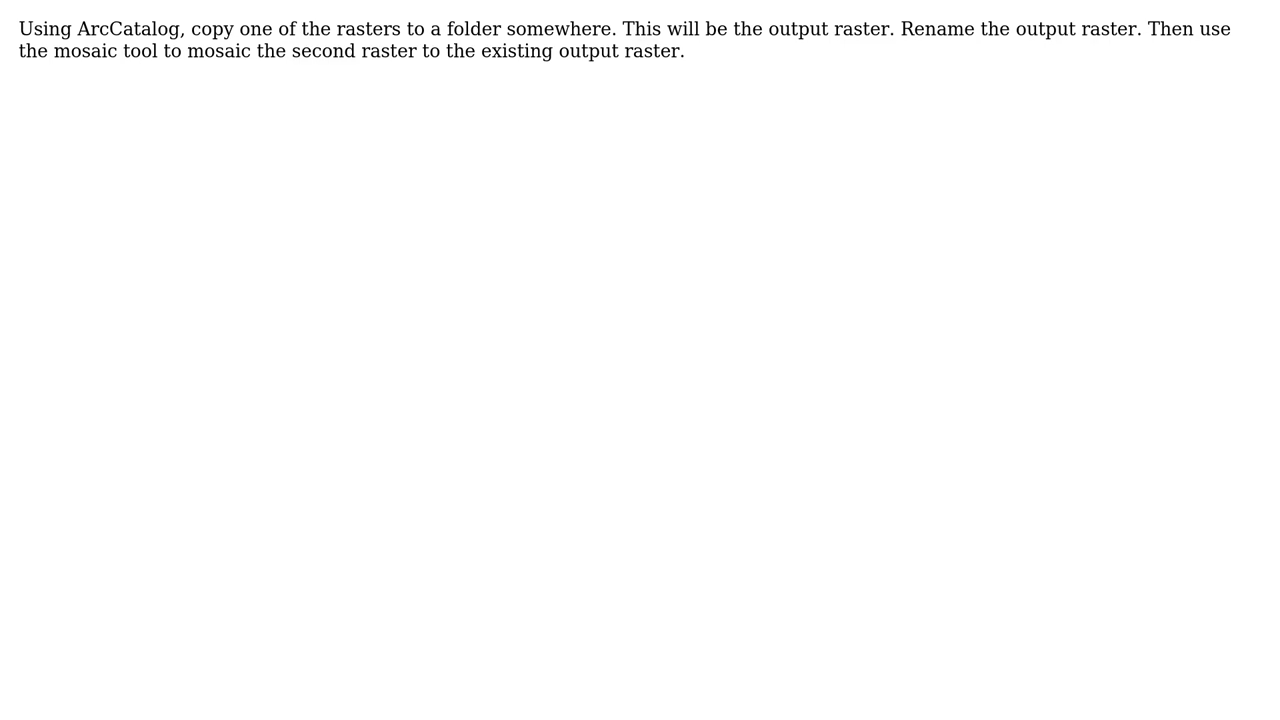 Using ArcCatalog, copy one of the rasters to a folder somewhere. This will be the output raster. Rename the output raster. Then use
the mosaic tool to mosaic the second raster to the existing output raster.